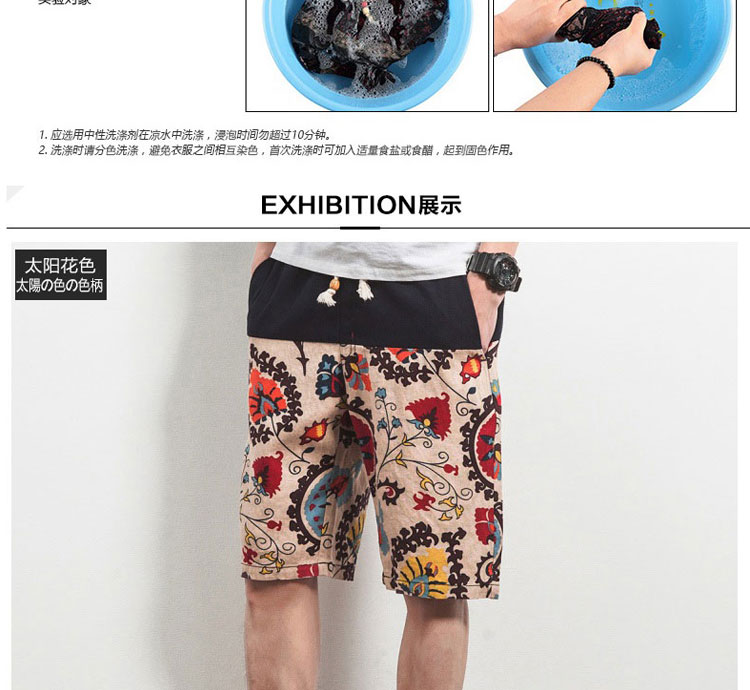 实验对象
1. 应选用中性洗涤剂在凉水中洗涤，浸泡时间勿超过10分钟。
2. 洗涤时请分色洗涤，避免衣服之间相互染色，首次洗涤时可加入适量食盐或食醋，起到固色作用。
EXHIBITION展示
太阳花色
太陽の色の色柄